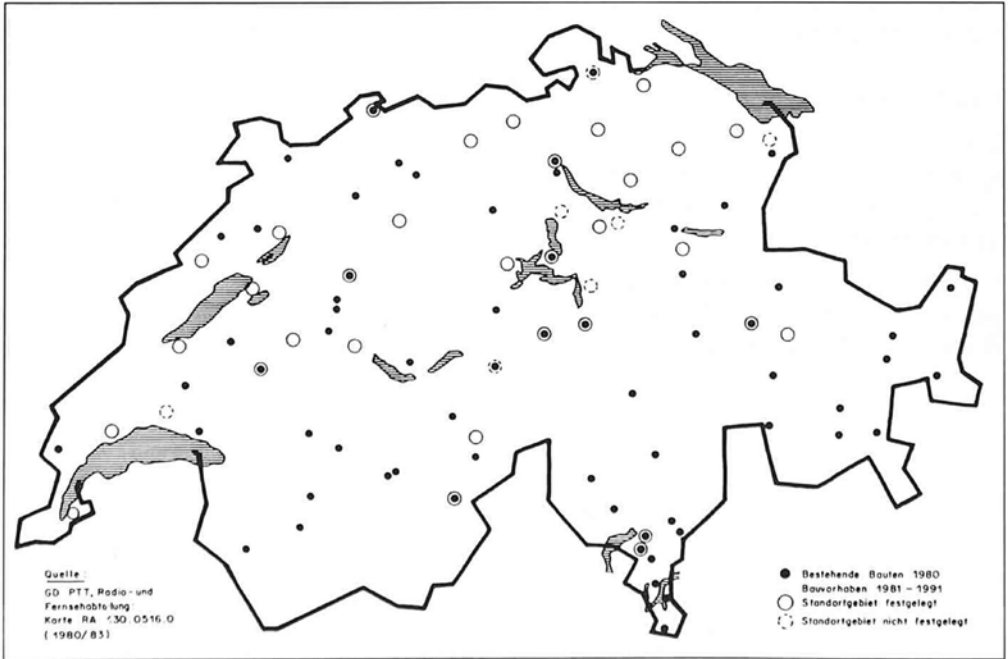 Quelle :
GD PTT, Radio- und
Fernsehabteilung
Karte RA 0516.0
(1980/83)
Bestehende Bauten 1980
Bauvorhaben 1981 - 1991
Standortgebiet festgelegt
Standortgebiet nicht festgelegt